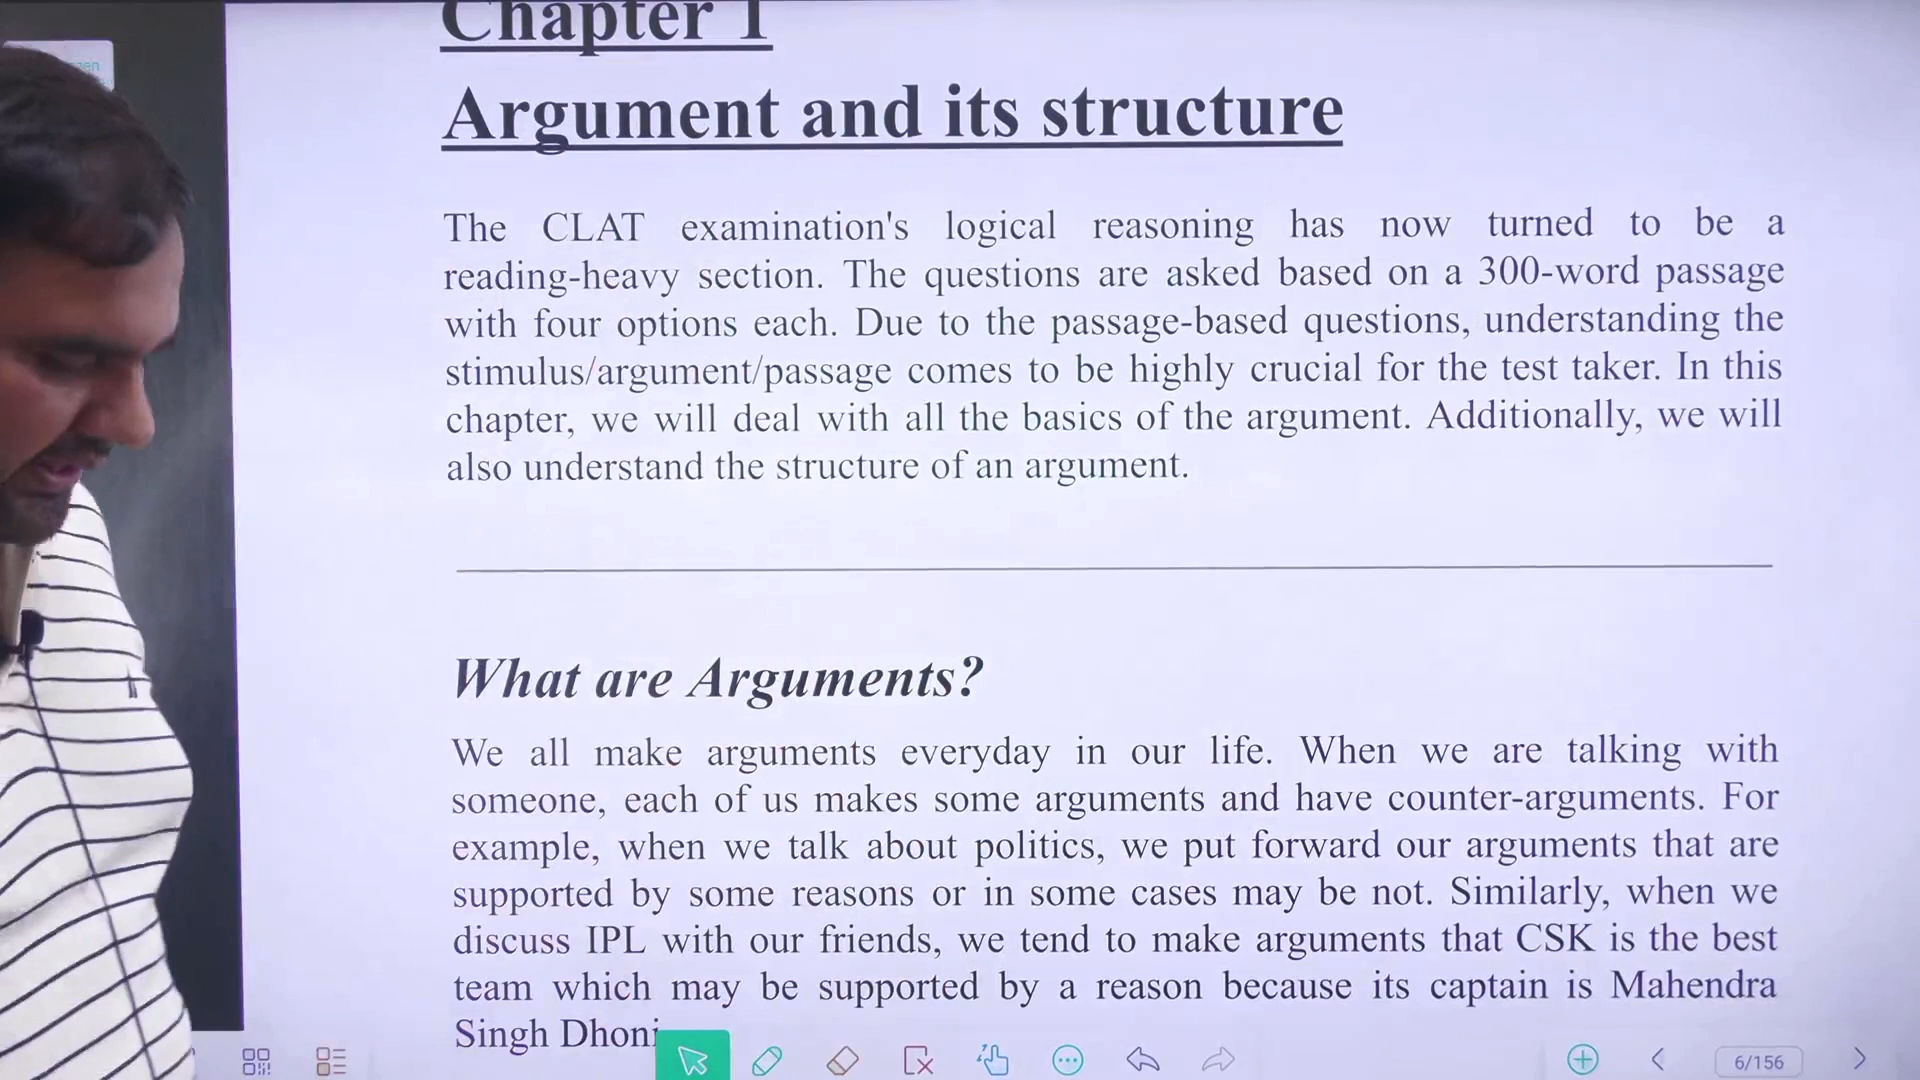 Chapter 1
Argument and its structure
The CLAT examination's logical reasoning has now turned to be a
reading-heavy section. The questions are asked based on a 300-word passage
with four options each. Due to the passage-based questions, understanding the
stimulus/argument/passage comes to be highly crucial for the test taker. In this
chapter, we will deal with all the basics of the argument. Additionally, we will
also understand the structure of an argument.
What are Arguments?
We all make arguments everyday in our life. When we are talking with
someone, each of us makes some arguments and have counter-arguments. For
example, when we talk about politics, we put forward our arguments that are
supported by some reasons or in some cases may be not. Similarly, when we
discuss IPL with our friends, we tend to make arguments that CSK is the best
team which may be supported by a reason because its captain is Mahendra
Singh Dhoni
6/156